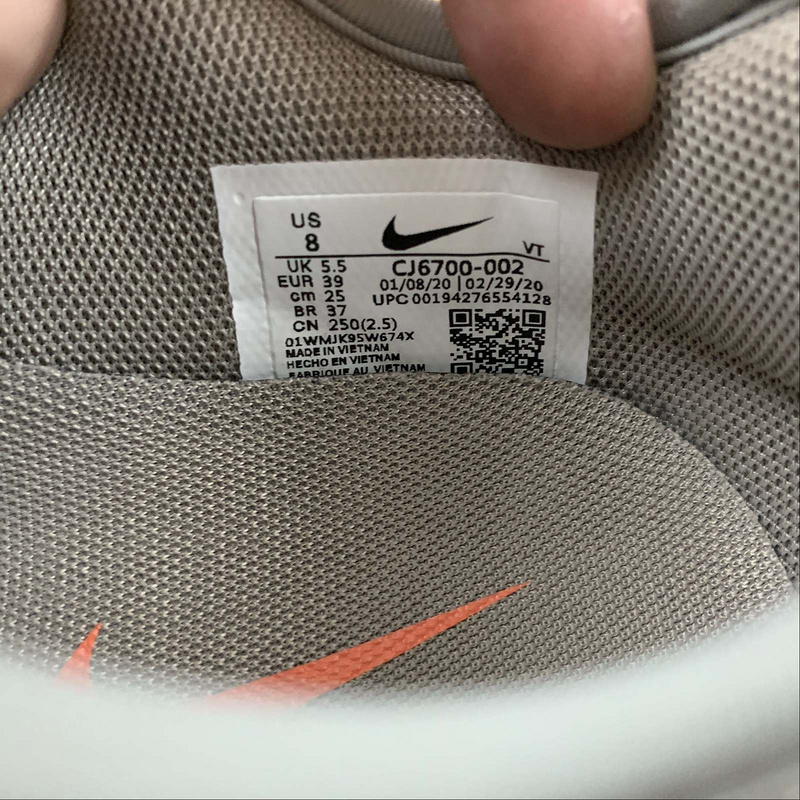 US
8
VT
UK 5.5
EUR 39
cm 25
BR 37
CN 250(2.5)
CJ6700-002
01/08/20 | 02/29/20
UPC 00194276554128
01WMJK95W674X
MADE IN VIETNAM
HECHO EN VIETNAM
FABRIQUE AU VIETNAM